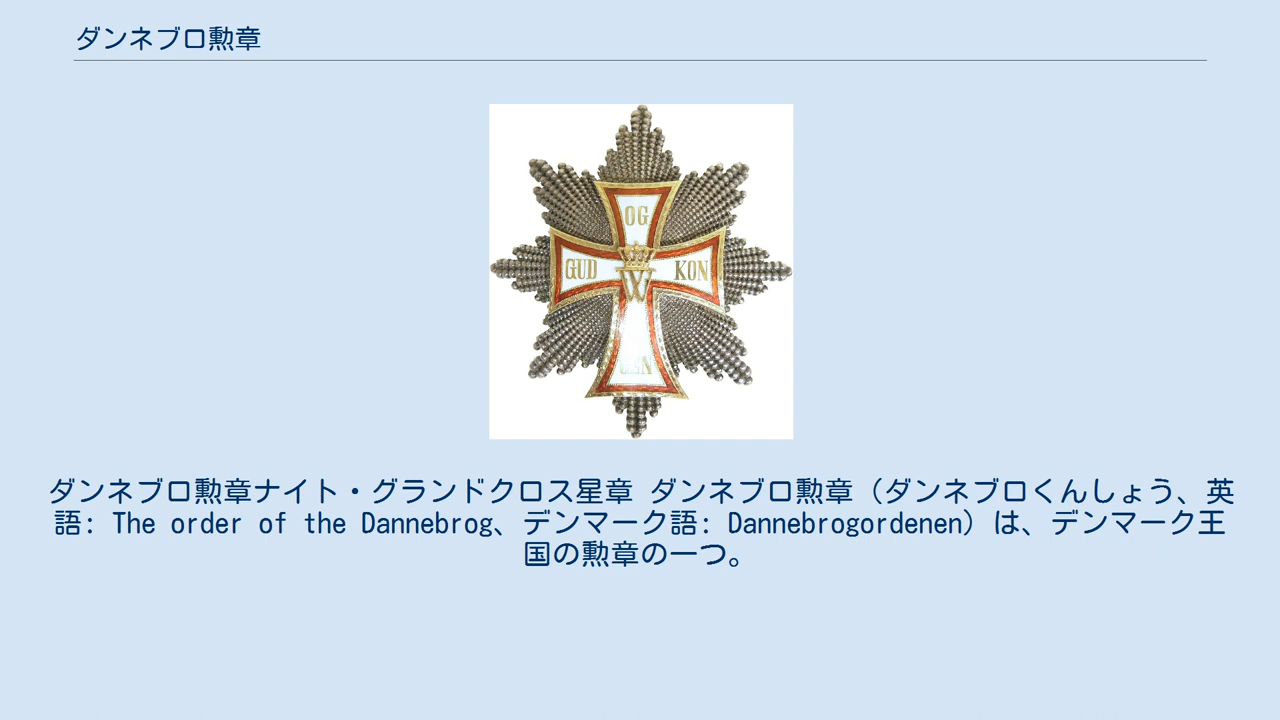 ダンネブロ勲章
OG
GUD
KON
W
ダンネブロ勲章ナイト・グランドクロス星章 ダンネブロ勲章（ダンネブロくんしょう、英
語: The order of the Dannebrog、デンマーク語: Dannebrogordenen）は、デンマーク王
国の勲章の一つ。